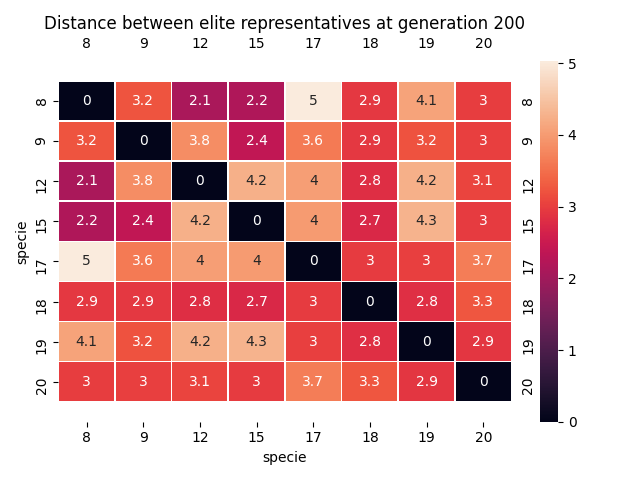 Distance between elite representatives at generation 200
8 9 12 15 17 18 19 20
8 0 3.2 2.1 2.2 5 2.9 4.1 3 8
9 3.2 0 3.8 2.4 3.6 2.9 3.2 3 9
12 2.1 3.8 0 4.2 4 2.8 4.2 3.1 12
15 2.2 2.4 4.2 0 4 2.7 4.3 3 15
17 5 3.6 4 4 0 3 3 3.7 17
18 2.9 2.9 2.8 2.7 3 0 2.8 3.3 18
19 4.1 3.2 4.2 4.3 3 2.8 0 2.9 19
20 3 3 3.1 3 3.7 3.3 2.9 0 20
8 9 12 15 17 18 19 20
specie
specie
5
4
3
2
1
0